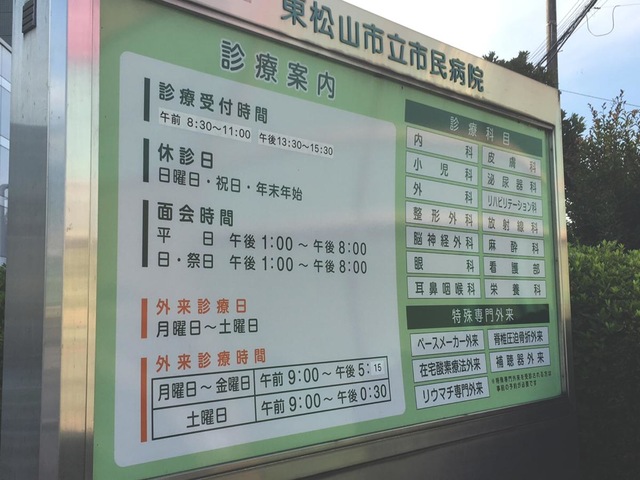 東松山市立市民病院
診療案内
診療受付時間
午前 8:30～11:00 午後13:30～15:30
休診日
日曜日・祝日・年末年始
面会時間
平 日 午後 1:00 ～ 午後 8:00
日・祭日 午後 1:00 ～ 午後 8:00
外来診療日
月曜日～土曜日
外来診療時間
月曜日～金曜日 午前 9:00～ 午後 5:15
土曜日 午前 9:00～ 午後 0:30
診療科目
内科 皮膚科
小児科 泌尿器科
外科 リハビリテーション科
整形外科 放射線科
脳神経外科 麻酔科
眼科 看護部
耳鼻咽喉科 栄養科
特殊専門外来
ペースメーカー外来 脊椎圧迫骨折外来
在宅酸素療法外来 補聴器外来
リウマチ専門外来